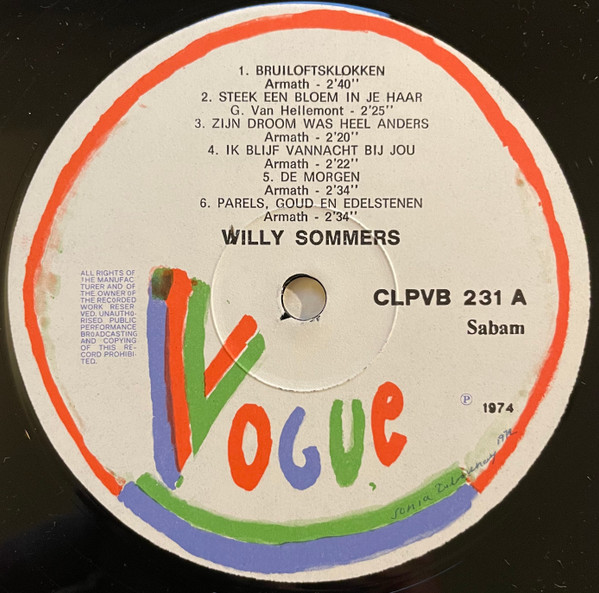 1. BRUILOFTSKLOKKEN
Armath - 2'40''
2. STEEK EEN BLOEM IN JE HAAR
G. Van Hellemont - 2'25''
3. ZIJN DROOM WAS HEEL ANDERS
Armath - 2'20''
4. IK BLIJF VANNACHT BIJ JOU
Armath - 2'22''
5. DE MORGEN
Armath - 2'34''
6. PARELS, GOUD EN EDELSTENEN
Armath - 2'34''
WILLY SOMMERS
ALL RIGHTS OF
THE MANUFAC-
TURER AND OF
THE OWNER OF
THE RECORDED
WORK RESER-
VED. UNAUTHO-
RISED PUBLIC
PERFORMANCE
BROADCASTING
AND COPYING
OF THIS RE-
CORD PROHIBI-
TED.
CLPVB 231 A
Sabam
VOGUE
℗ 1974
SONIA Delaunay